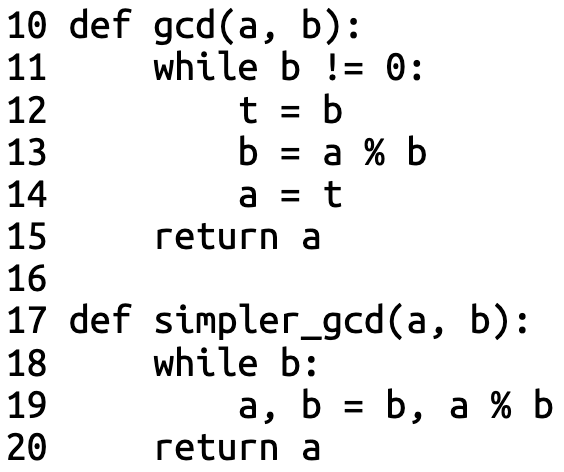 10 def gcd(a, b):
11     while b != 0:
12         t = b
13         b = a % b
14         a = t
15     return a
16
17 def simpler_gcd(a, b):
18     while b:
19         a, b = b, a % b
20     return a